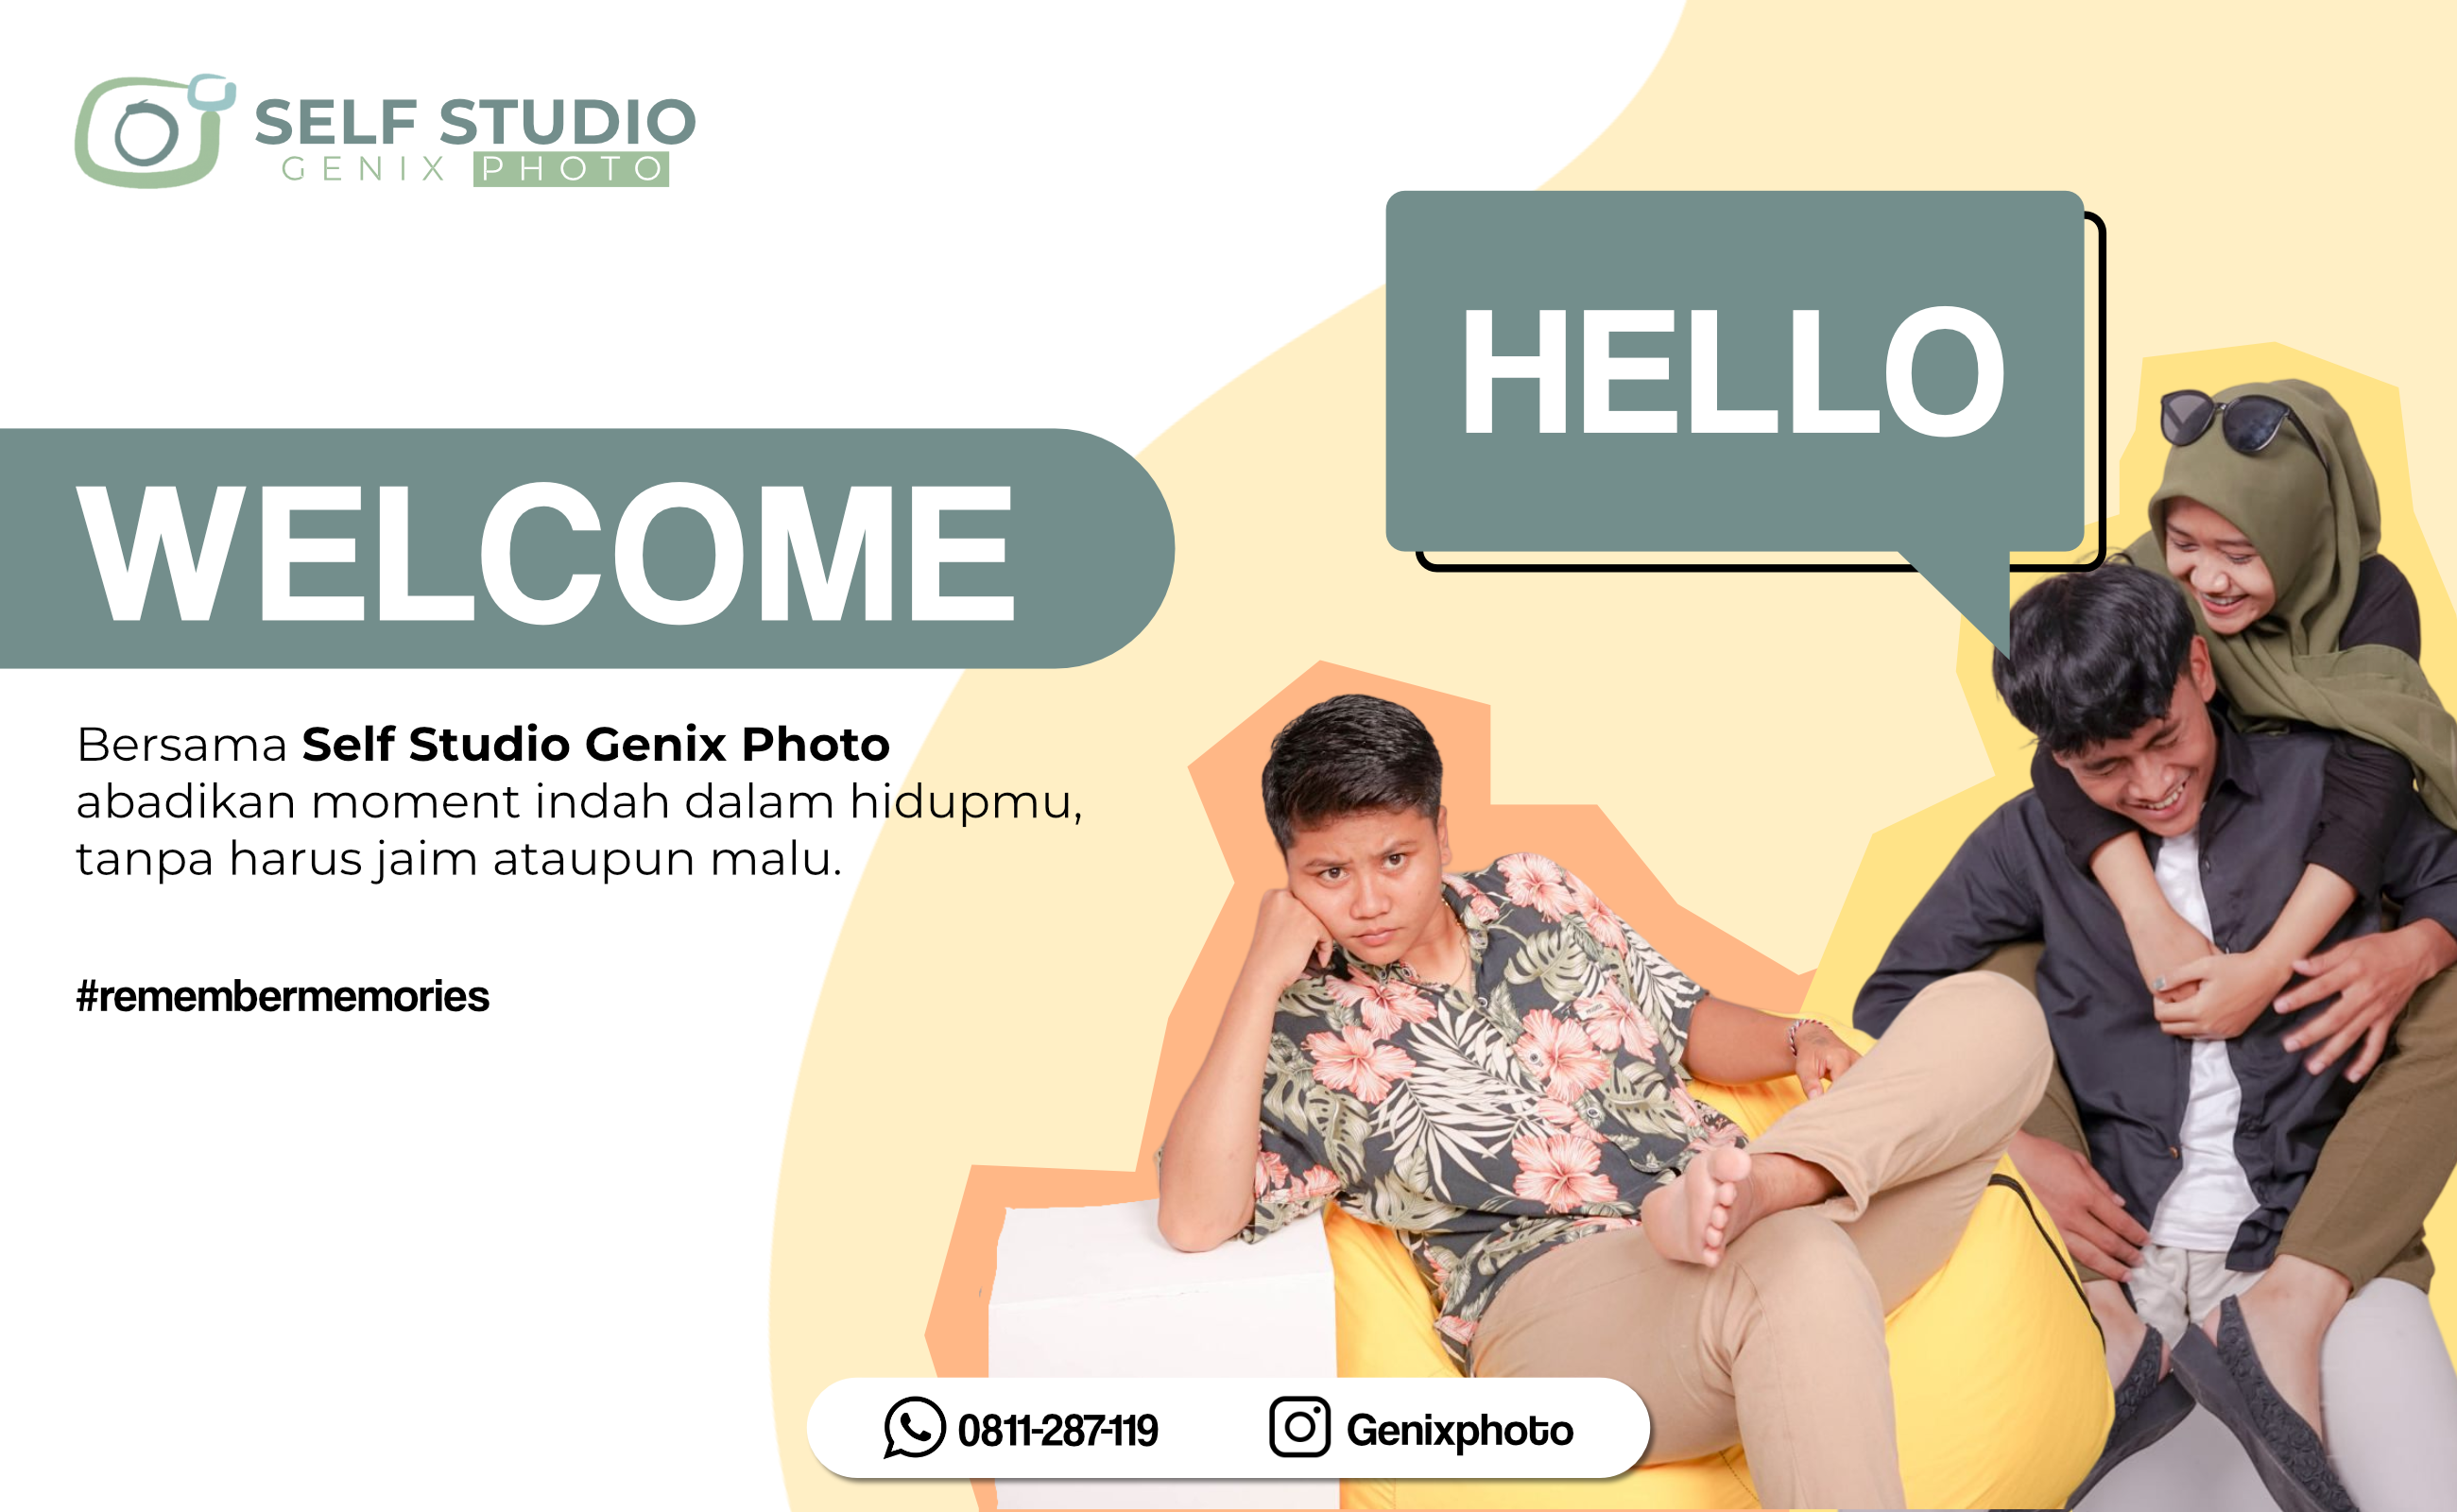 SELF STUDIO
GENIX PHOTO
HELLO
WELCOME
Bersama Self Studio Genix Photo
abadikan moment indah dalam hidupmu,
tanpa harus jaim ataupun malu.
#remembermemories
0811-287-119
Genixphoto